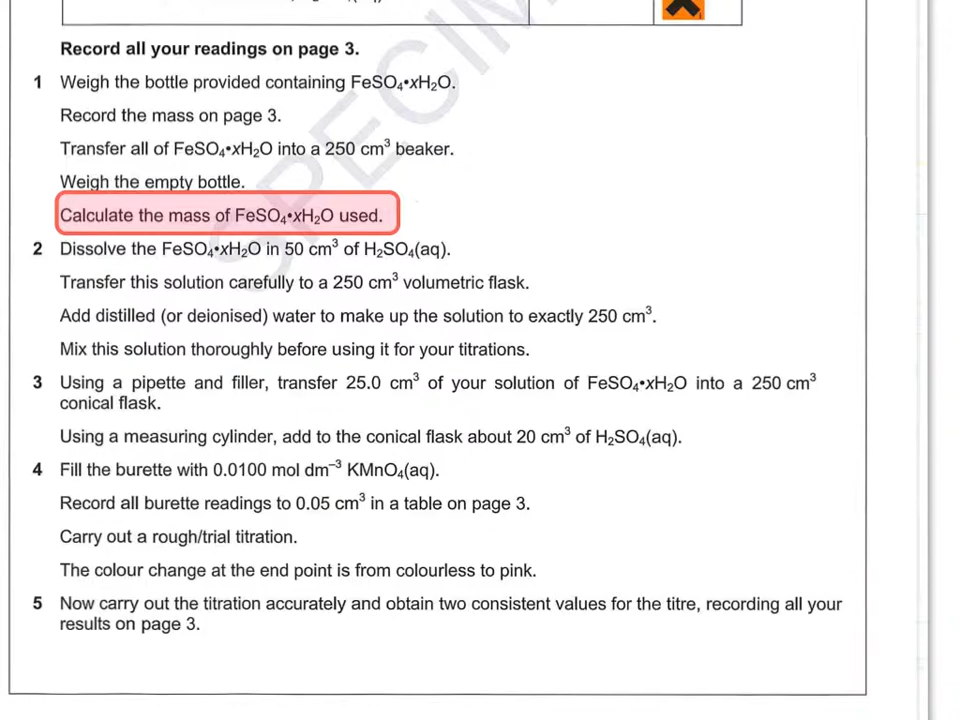 Record all your readings on page 3.
1 Weigh the bottle provided containing FeSO₄•xH₂O.
Record the mass on page 3.
Transfer all of FeSO₄•xH₂O into a 250 cm³ beaker.
Weigh the empty bottle.
Calculate the mass of FeSO₄•xH₂O used.
2 Dissolve the FeSO₄•xH₂O in 50 cm³ of H₂SO₄(aq).
Transfer this solution carefully to a 250 cm³ volumetric flask.
Add distilled (or deionised) water to make up the solution to exactly 250 cm³.
Mix this solution thoroughly before using it for your titrations.
3 Using a pipette and filler, transfer 25.0 cm³ of your solution of FeSO₄•xH₂O into a 250 cm³
conical flask.
Using a measuring cylinder, add to the conical flask about 20 cm³ of H₂SO₄(aq).
4 Fill the burette with 0.0100 mol dm⁻³ KMnO₄(aq).
Record all burette readings to 0.05 cm³ in a table on page 3.
Carry out a rough/trial titration.
The colour change at the end point is from colourless to pink.
5 Now carry out the titration accurately and obtain two consistent values for the titre, recording all your
results on page 3.
SPECIM